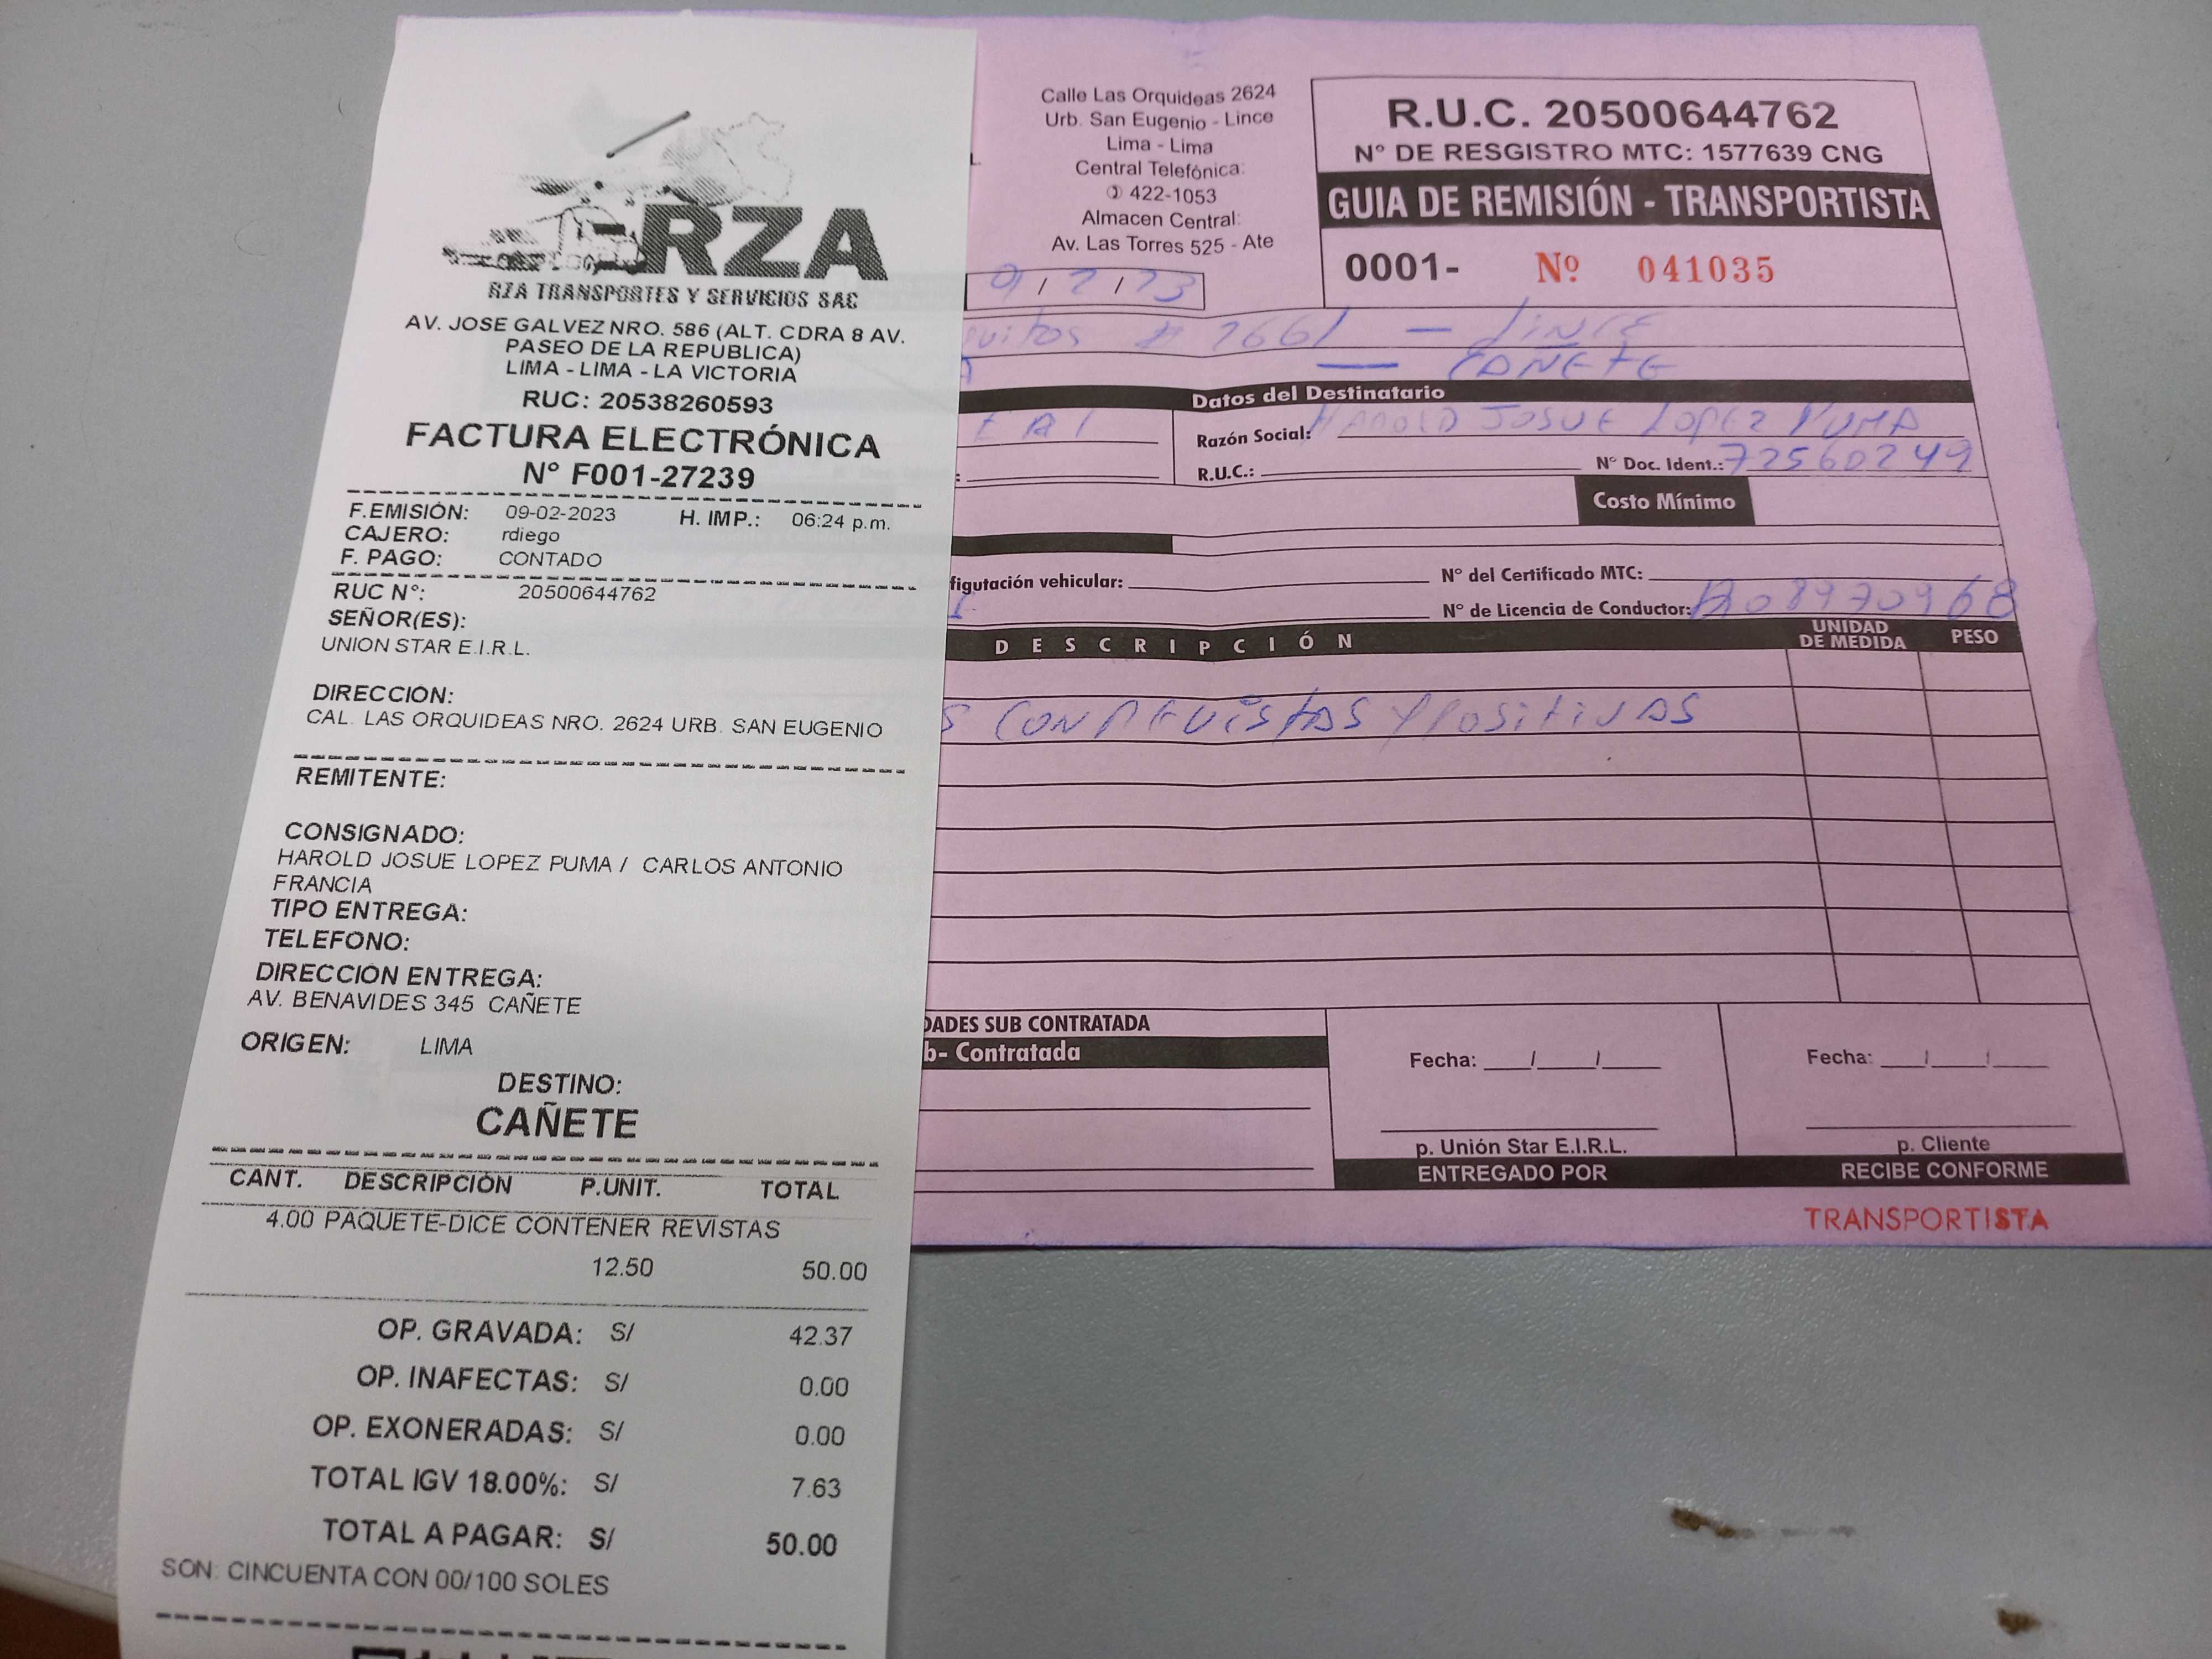 RZA
RZA TRANSPORTES Y SERVICIOS SAC
AV. JOSE GALVEZ NRO. 586 (ALT. CDRA 8 AV.
PASEO DE LA REPUBLICA)
LIMA - LIMA - LA VICTORIA
RUC: 20538260593
FACTURA ELECTRÓNICA
N° F001-27239
F.EMISIÓN: 09-02-2023 H. IMP.: 06:24 p.m.
CAJERO: rdiego
F. PAGO: CONTADO
RUC N°: 20500644762
SEÑOR(ES):
UNION STAR E.I.R.L.
DIRECCIÓN:
CAL. LAS ORQUIDEAS NRO. 2624 URB. SAN EUGENIO
REMITENTE:
CONSIGNADO:
HAROLD JOSUE LOPEZ PUMA / CARLOS ANTONIO
FRANCIA
TIPO ENTREGA:
TELEFONO:
DIRECCIÓN ENTREGA:
AV. BENAVIDES 345 CAÑETE
ORIGEN: LIMA
DESTINO:
CAÑETE
CANT. DESCRIPCIÓN P.UNIT. TOTAL
4.00 PAQUETE-DICE CONTENER REVISTAS
12.50 50.00
OP. GRAVADA: S/ 42.37
OP. INAFECTAS: S/ 0.00
OP. EXONERADAS: S/ 0.00
TOTAL IGV 18.00%: S/ 7.63
TOTAL A PAGAR: S/ 50.00
SON: CINCUENTA CON 00/100 SOLES
Calle Las Orquideas 2624
Urb. San Eugenio - Lince
Lima - Lima
Central Telefónica:
422-1053
Almacen Central:
Av. Las Torres 525 - Ate
R.U.C. 20500644762
N° DE RESGISTRO MTC: 1577639 CNG
GUIA DE REMISIÓN - TRANSPORTISTA
0001- Nº 041035
LINCE
CAÑETE
Datos del Destinatario
Razón Social: HAROLD JOSUE LOPEZ PUMA
R.U.C.: N° Doc. Ident.: 72560249
Costo Mínimo
figutación vehicular: N° del Certificado MTC:
N° de Licencia de Conductor:
DESCRIPCIÓN UNIDAD DE MEDIDA PESO
CON REVISTAS Y POSITIVAS
DADES SUB CONTRATADA
b- Contratada
Fecha: __/__/__ Fecha: __/__/__
p. Unión Star E.I.R.L. p. Cliente
ENTREGADO POR RECIBE CONFORME
TRANSPORTISTA